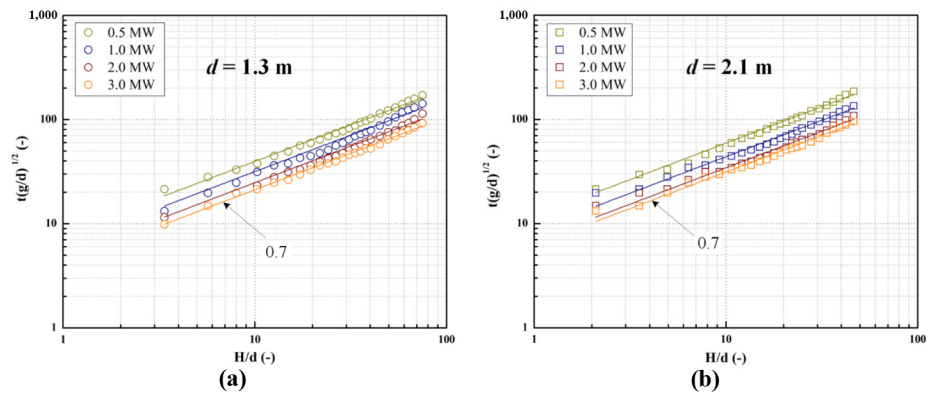 1,000
100
10
1
t(g/d) 1/2 (-)
0.5 MW
1.0 MW
2.0 MW
3.0 MW
d = 1.3 m
0.7
1 10 100
H/d (-)
(a)
1,000
100
10
1
t(g/d)1/2 (-)
0.5 MW
1.0 MW
2.0 MW
3.0 MW
d = 2.1 m
0.7
1 10 100
H/d (-)
(b)